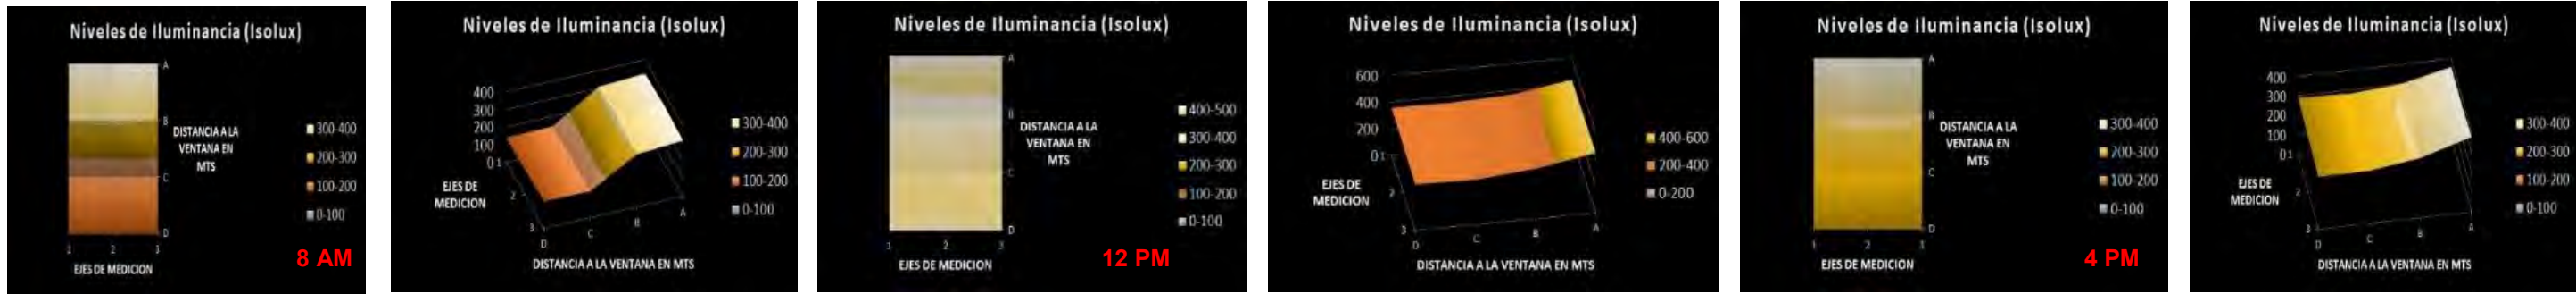 Niveles de Iluminancia (Isolux)
A
B
C
D
DISTANCIA A LA
VENTANA EN
MTS
300-400
200-300
100-200
0-100
1 2 3
EJES DE MEDICION
8 AM
Niveles de Iluminancia (Isolux)
400
300
200
100
0
1
2
3
EJES DE
MEDICION
D C B A
DISTANCIA A LA VENTANA EN MTS
300-400
200-300
100-200
0-100
Niveles de Iluminancia (Isolux)
A
B
C
D
DISTANCIA A LA
VENTANA EN
MTS
400-500
300-400
200-300
100-200
0-100
1 2 3
EJES DE MEDICION
12 PM
Niveles de Iluminancia (Isolux)
600
400
200
0
1
2
3
EJES DE
MEDICION
D C B A
DISTANCIA A LA VENTANA EN MTS
400-600
200-400
0-200
Niveles de Iluminancia (Isolux)
A
B
C
D
DISTANCIA A LA
VENTANA EN
MTS
300-400
200-300
100-200
0-100
1 2 3
EJES DE MEDICION
4 PM
Niveles de Iluminancia (Isolux)
400
300
200
100
0
1
2
3
EJES DE
MEDICION
D C B A
DISTANCIA A LA VENTANA EN MTS
300-400
200-300
100-200
0-100